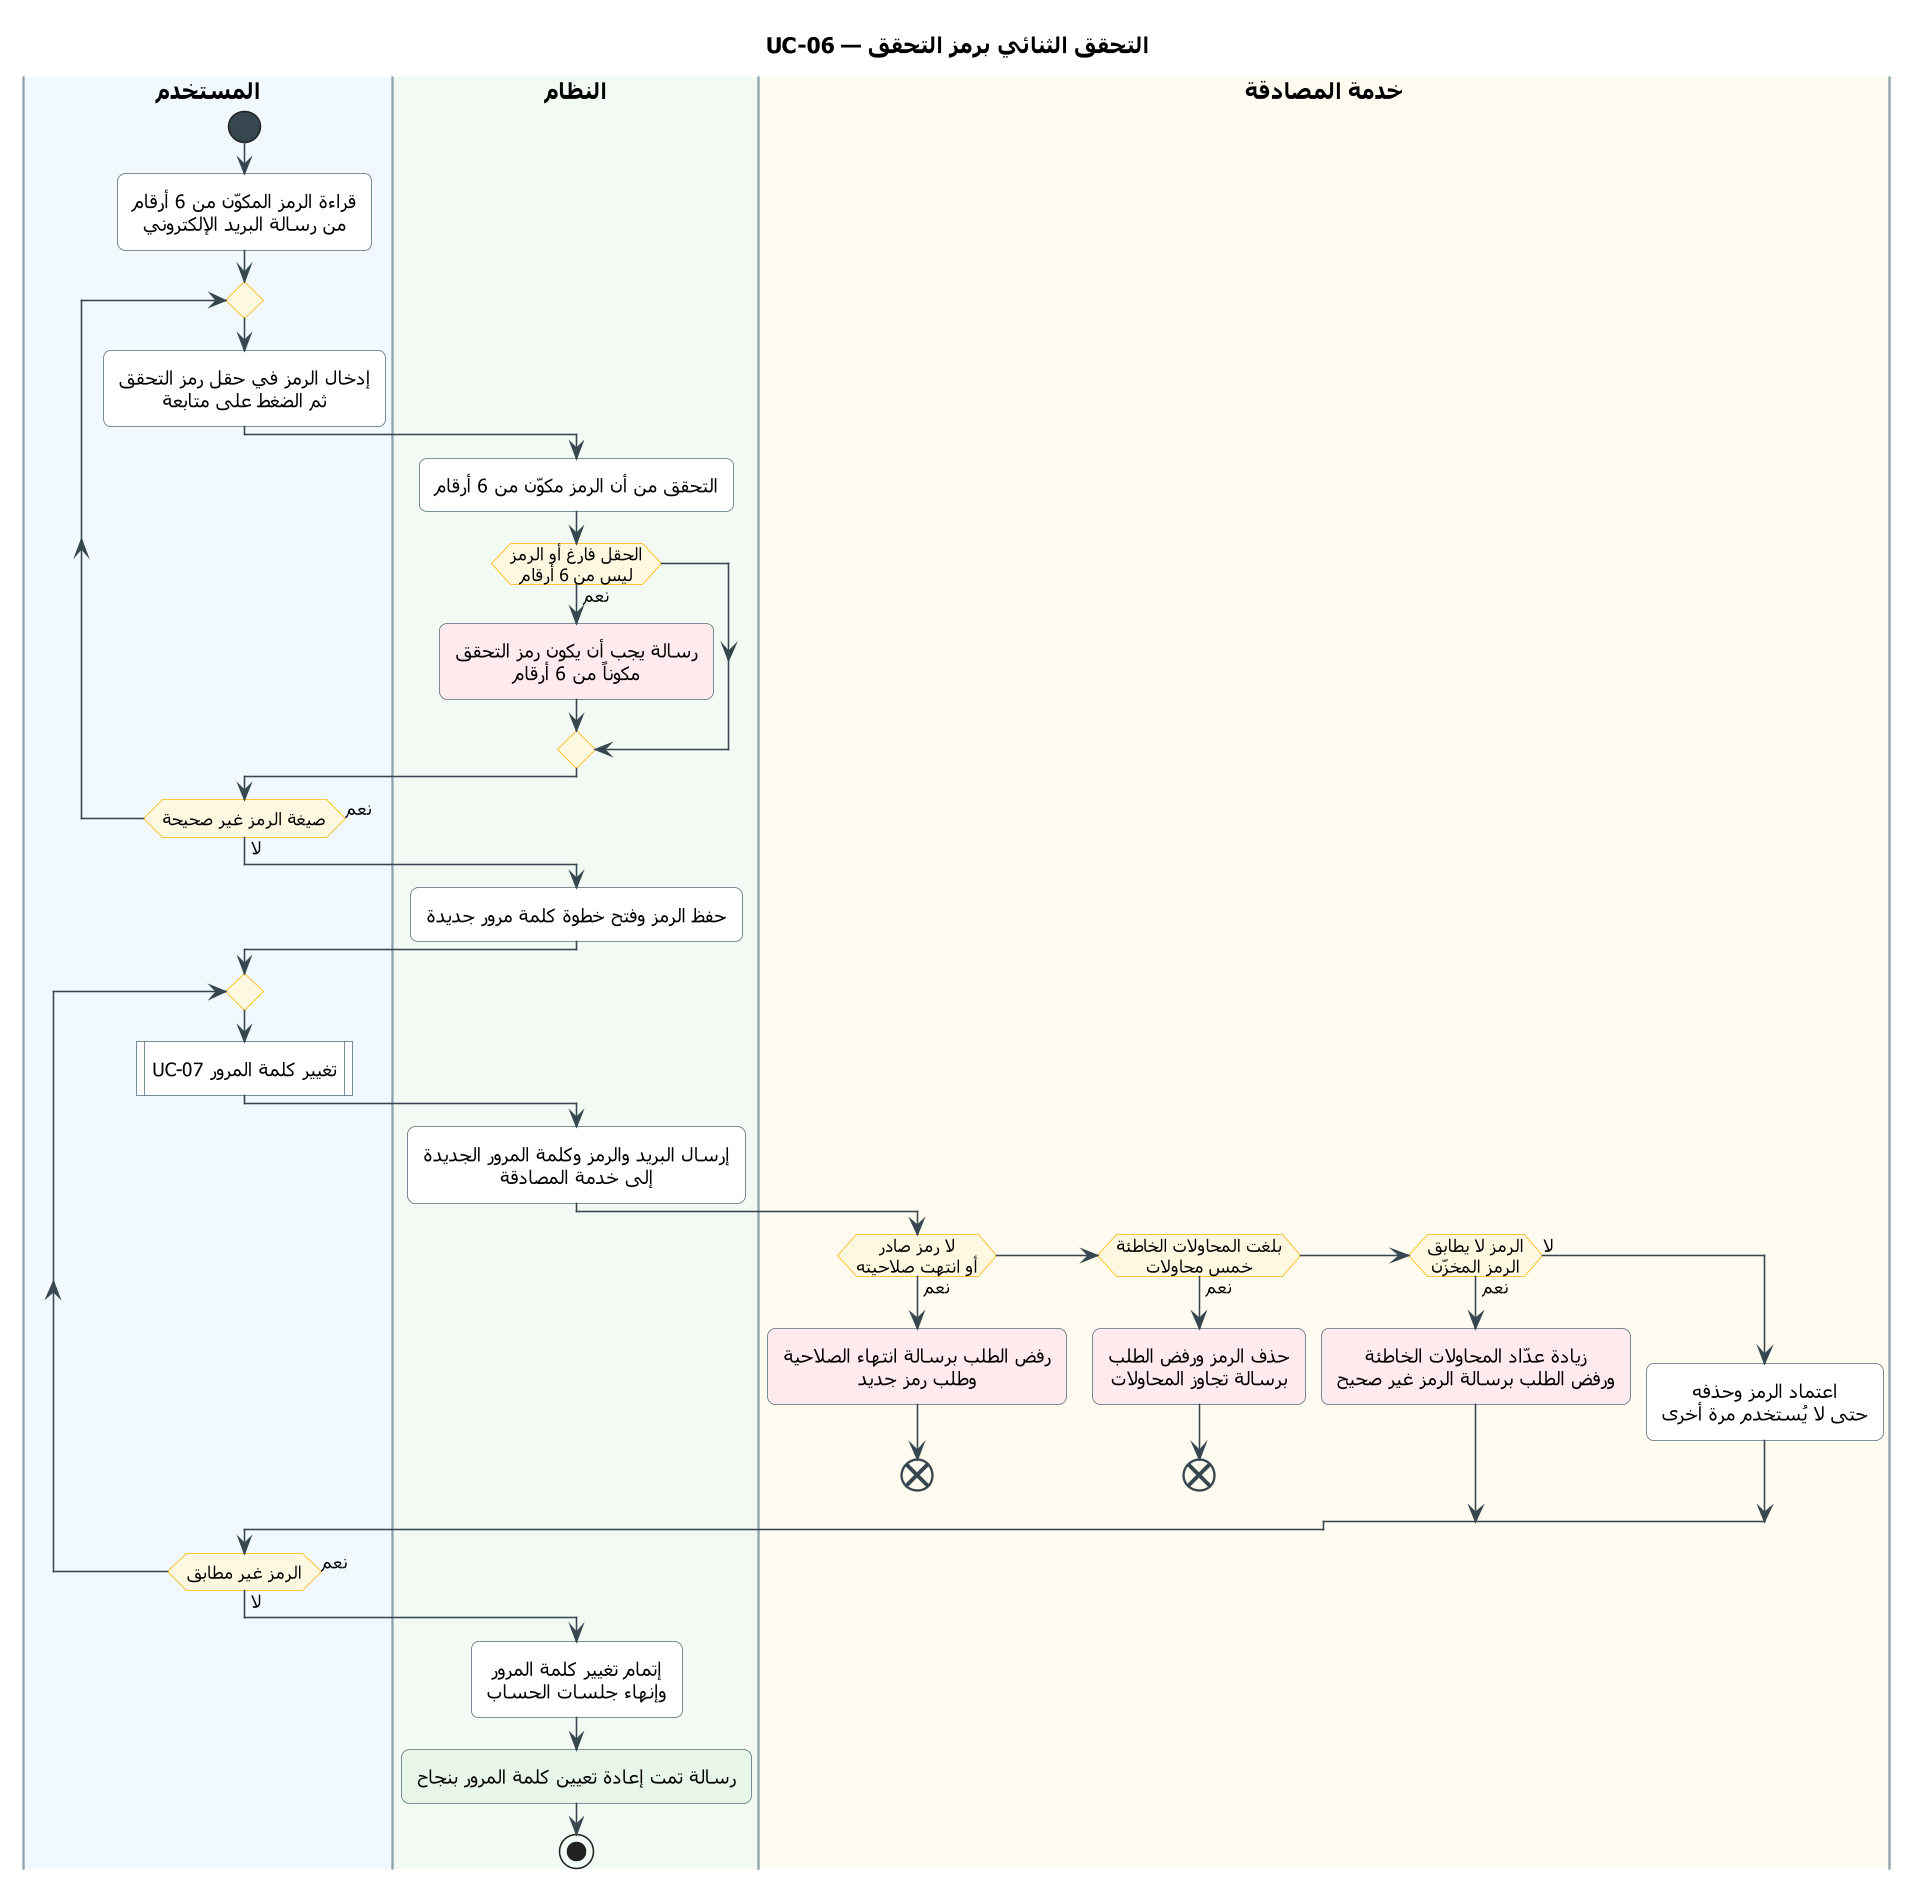 UC-06 — التحقق الثنائي برمز التحقق
المستخدم
النظام
خدمة المصادقة
قراءة الرمز المكوّن من 6 أرقام
من رسالة البريد الإلكتروني
إدخال الرمز في حقل رمز التحقق
ثم الضغط على متابعة
التحقق من أن الرمز مكوّن من 6 أرقام
الحقل فارغ أو الرمز
ليس من 6 أرقام
نعم
رسالة يجب أن يكون رمز التحقق
مكوناً من 6 أرقام
صيغة الرمز غير صحيحة
نعم
لا
حفظ الرمز وفتح خطوة كلمة مرور جديدة
UC-07 تغيير كلمة المرور
إرسال البريد والرمز وكلمة المرور الجديدة
إلى خدمة المصادقة
لا رمز صادر
أو انتهت صلاحيته
نعم
بلغت المحاولات الخاطئة
خمس محاولات
نعم
الرمز لا يطابق
الرمز المخزّن
نعم
لا
رفض الطلب برسالة انتهاء الصلاحية
وطلب رمز جديد
حذف الرمز ورفض الطلب
برسالة تجاوز المحاولات
زيادة عدّاد المحاولات الخاطئة
ورفض الطلب برسالة الرمز غير صحيح
اعتماد الرمز وحذفه
حتى لا يُستخدم مرة أخرى
الرمز غير مطابق
نعم
لا
إتمام تغيير كلمة المرور
وإنهاء جلسات الحساب
رسالة تمت إعادة تعيين كلمة المرور بنجاح